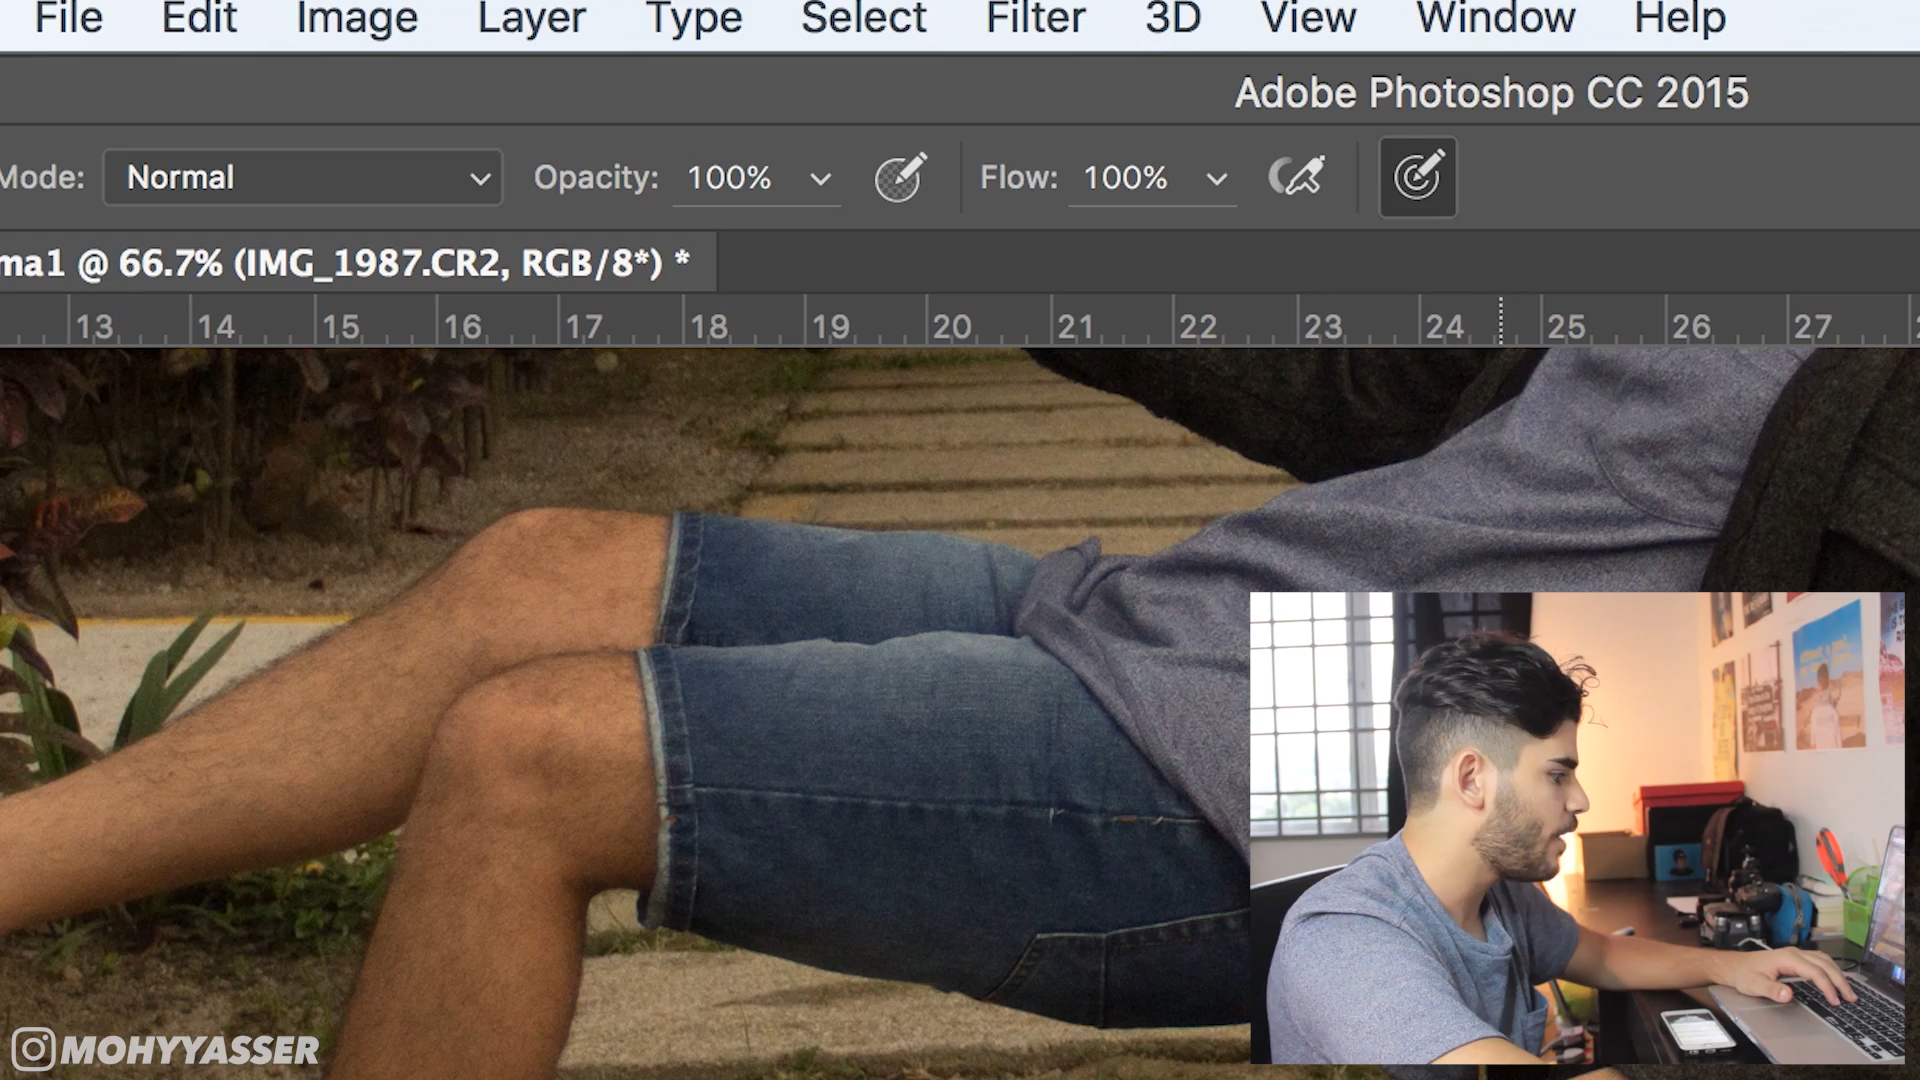 File Edit Image Layer Type Select Filter 3D View Window Help
Adobe Photoshop CC 2015
Mode: Normal Opacity: 100% Flow: 100%
ma1 @ 66.7% (IMG_1987.CR2, RGB/8*) *
13 14 15 16 17 18 19 20 21 22 23 24 25 26 27
MOHYYASSER